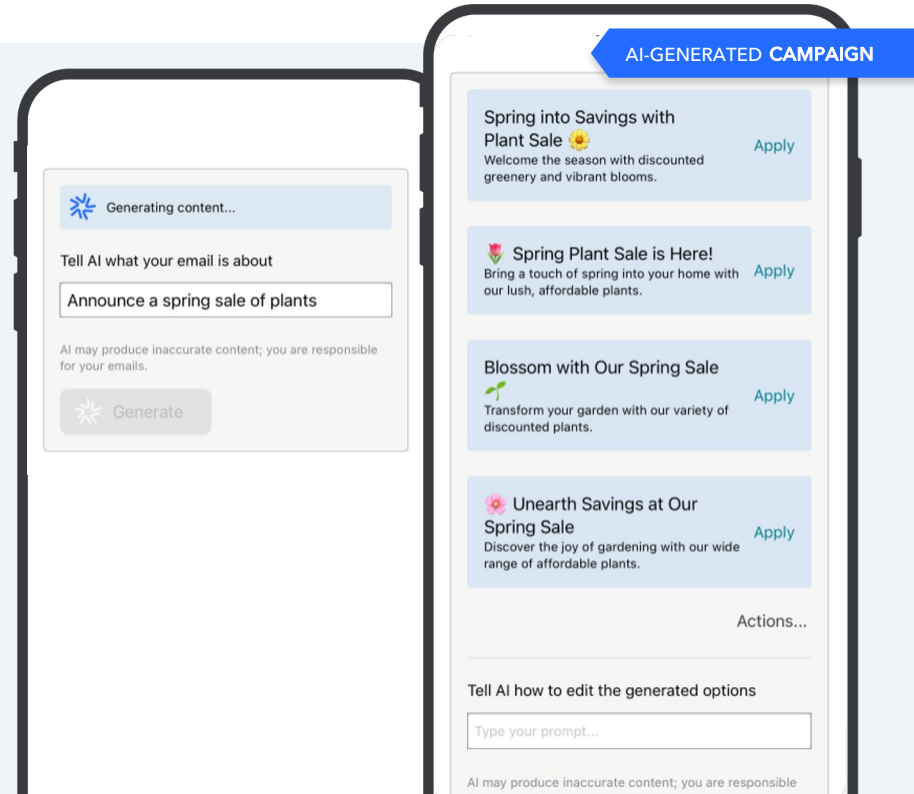 AI-GENERATED CAMPAIGN
Generating content...
Tell AI what your email is about
Announce a spring sale of plants
AI may produce inaccurate content; you are responsible
for your emails.
Generate
Spring into Savings with
Plant Sale 🌼
Welcome the season with discounted
greenery and vibrant blooms.
Apply
🌷 Spring Plant Sale is Here!
Bring a touch of spring into your home with
our lush, affordable plants.
Apply
Blossom with Our Spring Sale
🌱
Transform your garden with our variety of
discounted plants.
Apply
🌸 Unearth Savings at Our
Spring Sale
Discover the joy of gardening with our wide
range of affordable plants.
Apply
Actions...
Tell AI how to edit the generated options
Type your prompt...
AI may produce inaccurate content; you are responsible